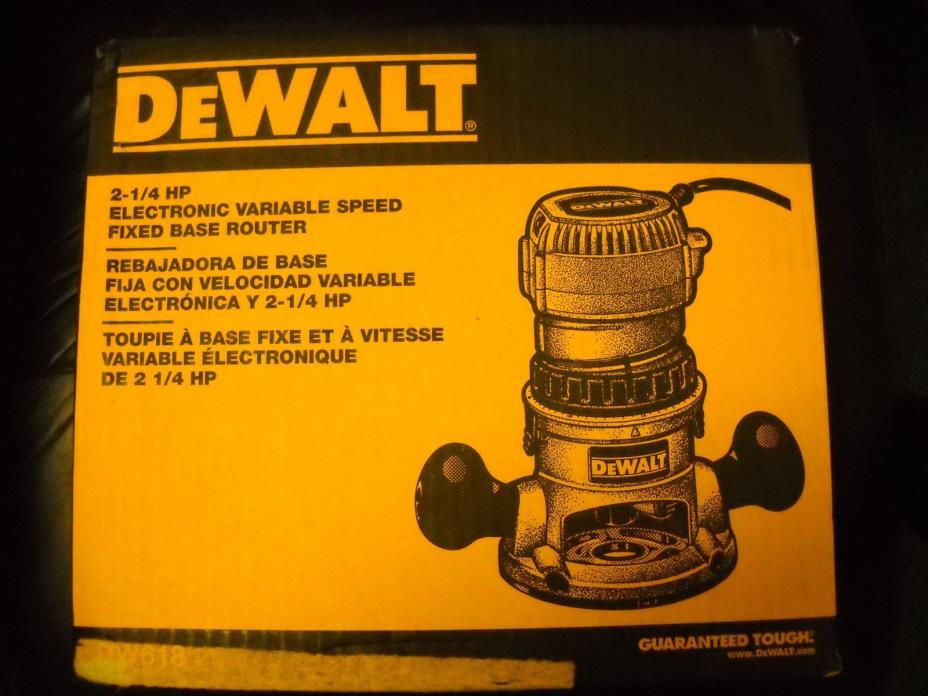 DEWALT®
2-1/4 HP
ELECTRONIC VARIABLE SPEED
FIXED BASE ROUTER
REBAJADORA DE BASE
FIJA CON VELOCIDAD VARIABLE
ELECTRÓNICA Y 2-1/4 HP
TOUPIE À BASE FIXE ET À VITESSE
VARIABLE ÉLECTRONIQUE
DE 2 1/4 HP
DEWALT
DEWALT
DW618
GUARANTEED TOUGH.®
www.DEWALT.com